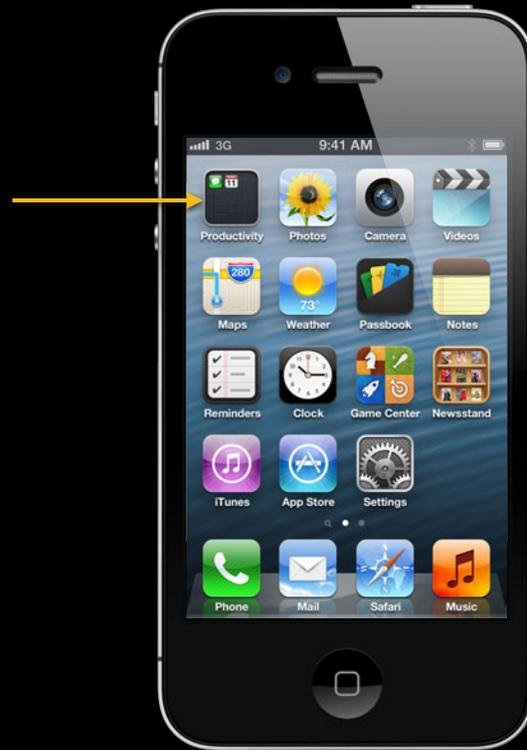 3G 9:41 AM
11
Productivity Photos Camera Videos
280
73°
Maps Weather Passbook Notes
Reminders Clock Game Center Newsstand
iTunes App Store Settings
Phone Mail Safari Music